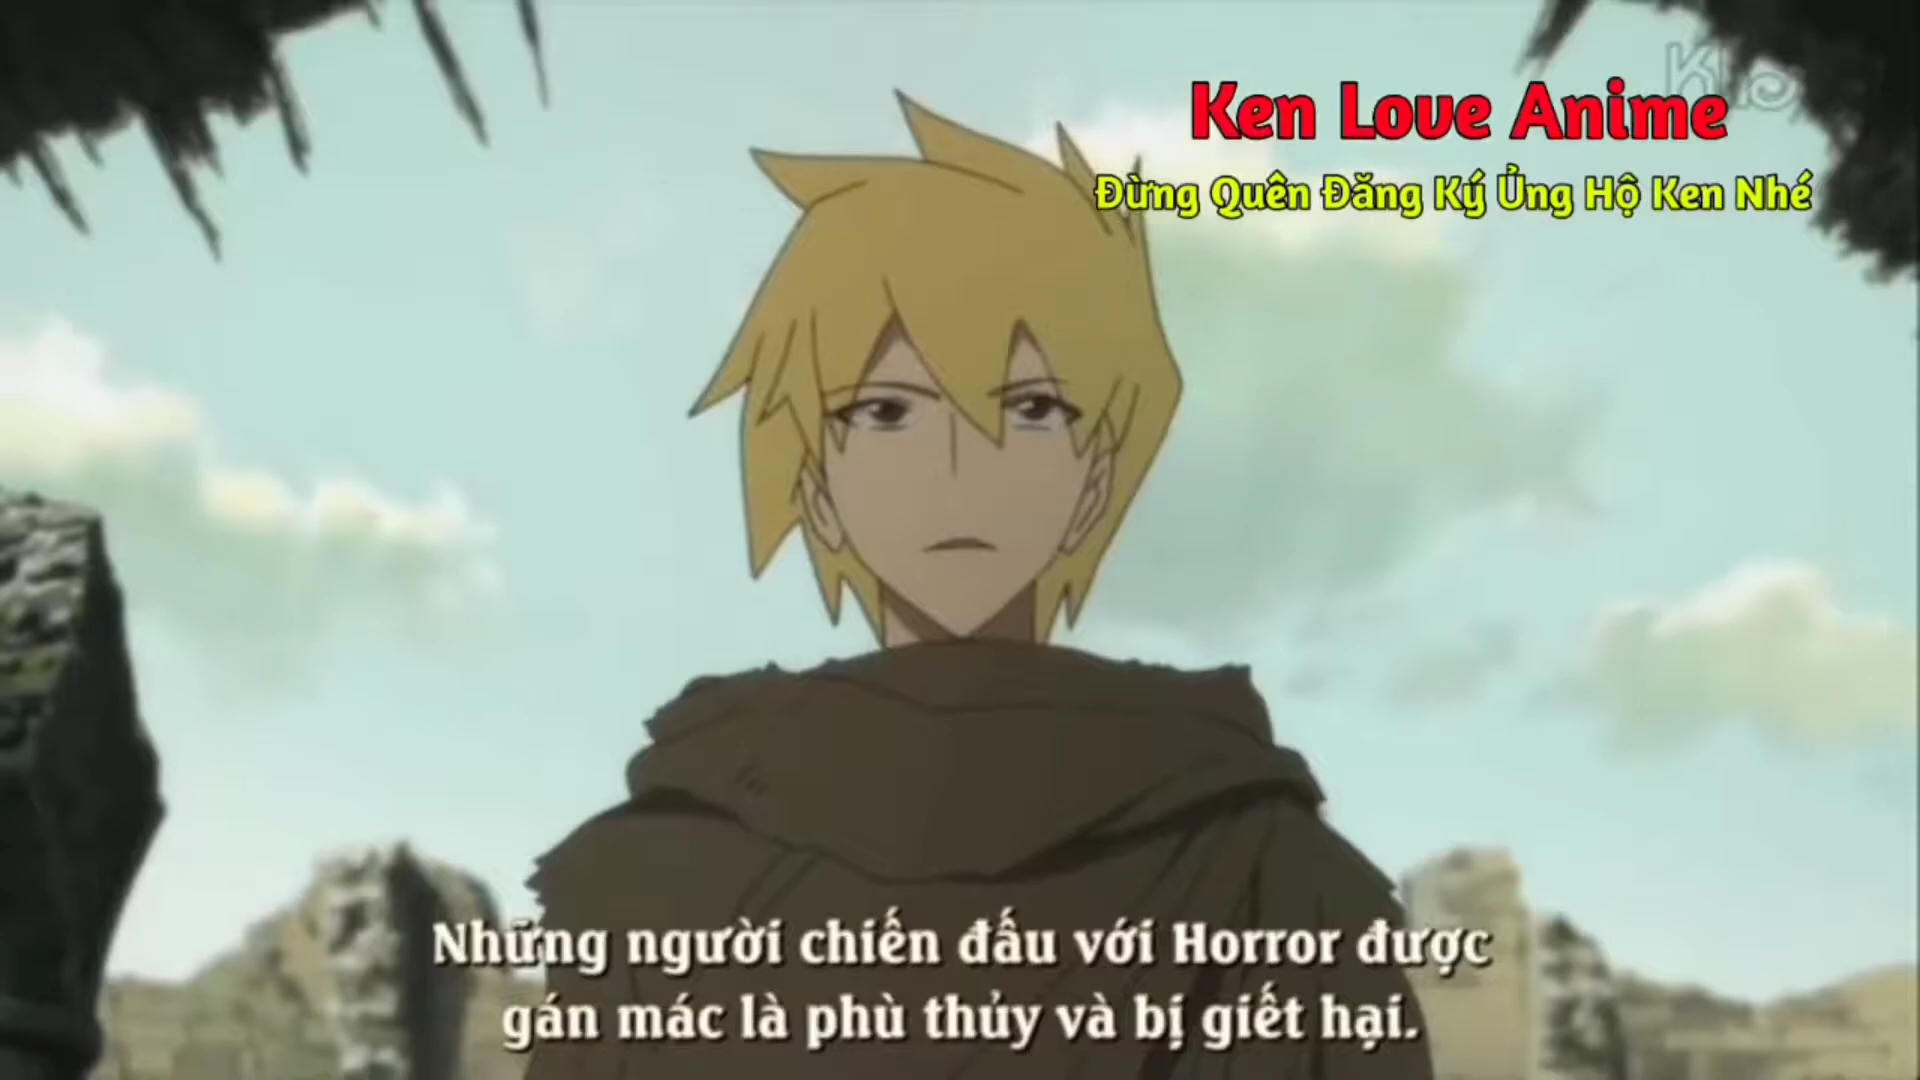 Ken Love Anime
Đừng Quên Đăng Ký Ủng Hộ Ken Nhé
Những người chiến đấu với Horror được
gán mác là phù thủy và bị giết hại.